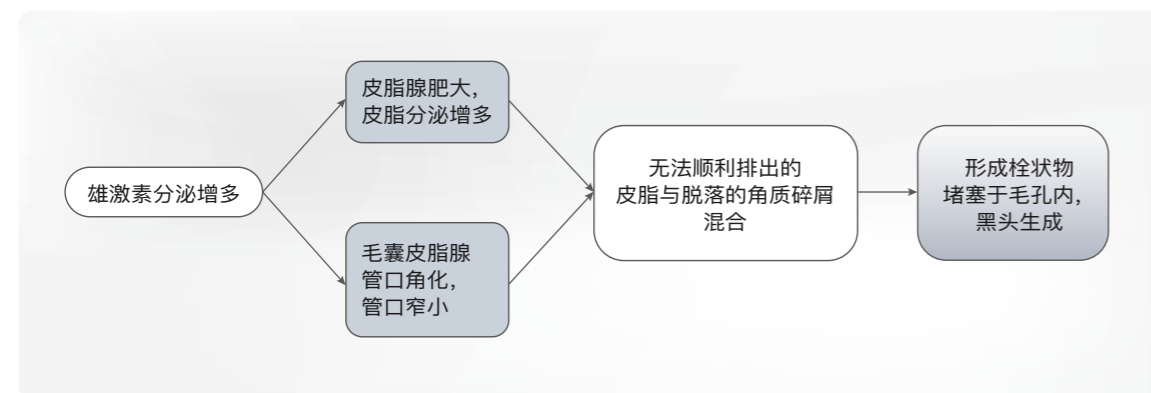 雄激素分泌增多
皮脂腺肥大，
皮脂分泌增多
毛囊皮脂腺
管口角化，
管口窄小
无法顺利排出的
皮脂与脱落的角质碎屑
混合
形成栓状物
堵塞于毛孔内，
黑头生成